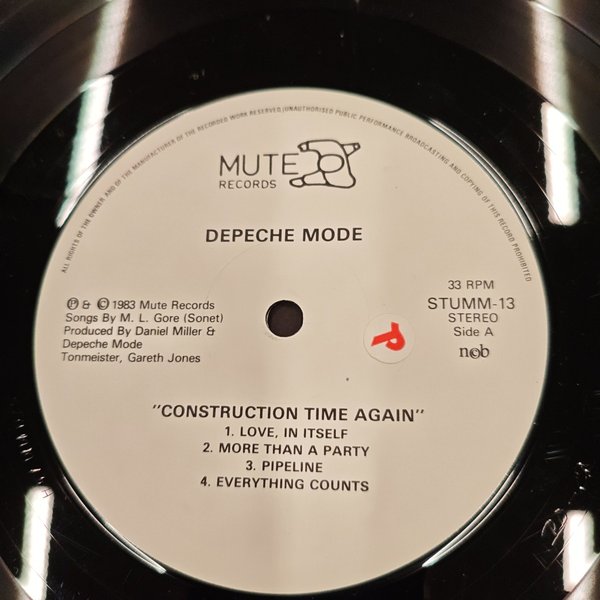 ALL RIGHTS OF THE OWNER AND OF THE MANUFACTURER OF THE RECORDED WORK RESERVED/UNAUTHORISED PUBLIC PERFORMANCE BROADCASTING AND COPYING OF THIS RECORD PROHIBITED
MUTE
RECORDS
DEPECHE MODE
℗ & © 1983 Mute Records
Songs By M. L. Gore (Sonet)
Produced By Daniel Miller &
Depeche Mode
Tonmeister, Gareth Jones
33 RPM
STUMM-13
STEREO
Side A
ncb
P
"CONSTRUCTION TIME AGAIN"
1. LOVE, IN ITSELF
2. MORE THAN A PARTY
3. PIPELINE
4. EVERYTHING COUNTS